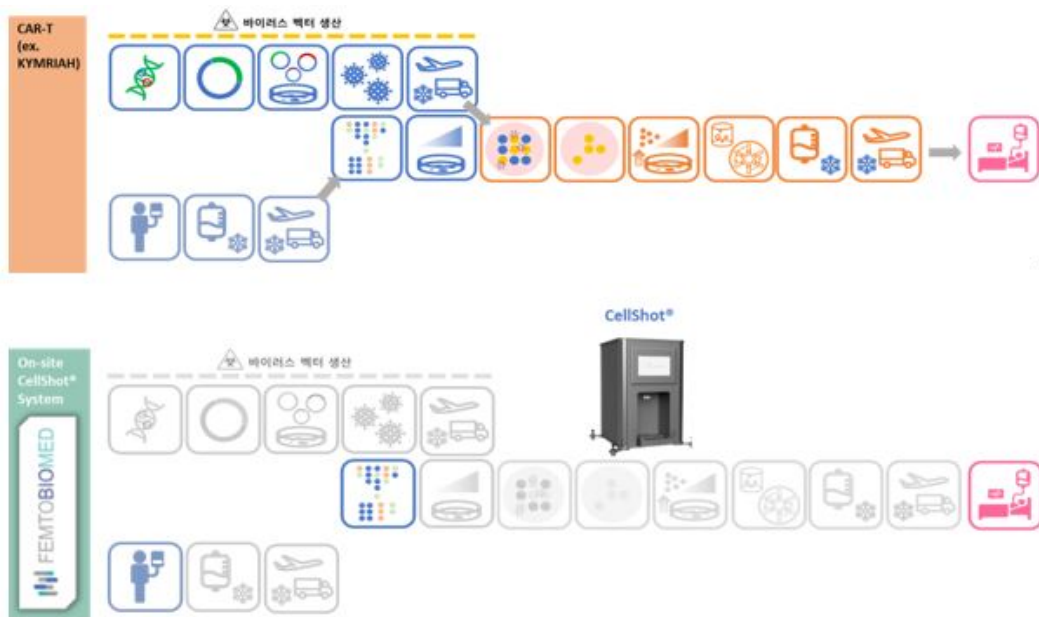 CAR-T
(ex.
KYMRIAH)
바이러스 벡터 생산
CellShot®
On-site
CellShot®
System
바이러스 벡터 생산
FEMTOBIOMED